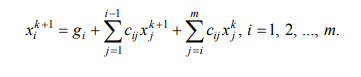 $x_i^{k+1} = g_i + \sum_{j=1}^{i-1} c_{ij} x_j^{k+1} + \sum_{j=i}^{m} c_{ij} x_j^k, \; i = 1, 2, ..., m.$